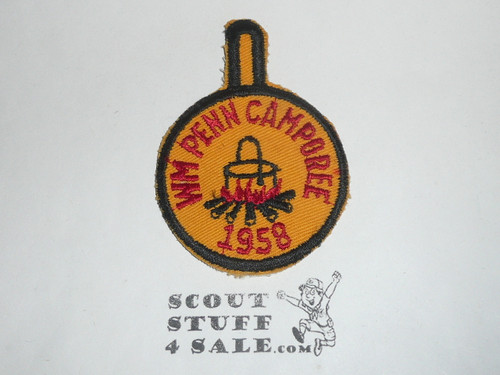 WM PENN CAMPOREE
1958
SCOUT
STUFF
4 SALE.COM